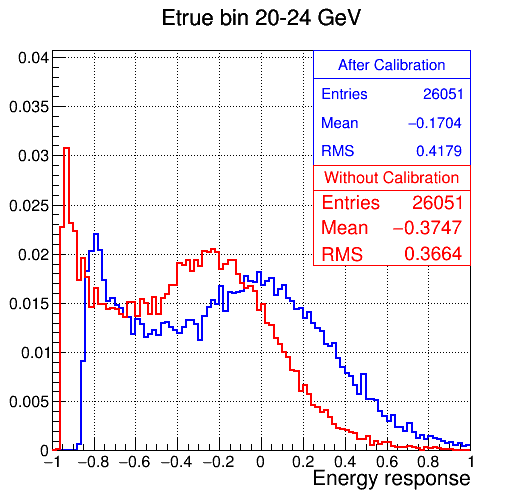 Etrue bin 20-24 GeV
After Calibration
Entries 26051
Mean −0.1704
RMS 0.4179
Without Calibration
Entries 26051
Mean −0.3747
RMS 0.3664
0.04
0.035
0.03
0.025
0.02
0.015
0.01
0.005
0
−1 −0.8 −0.6 −0.4 −0.2 0 0.2 0.4 0.6 0.8 1
Energy response